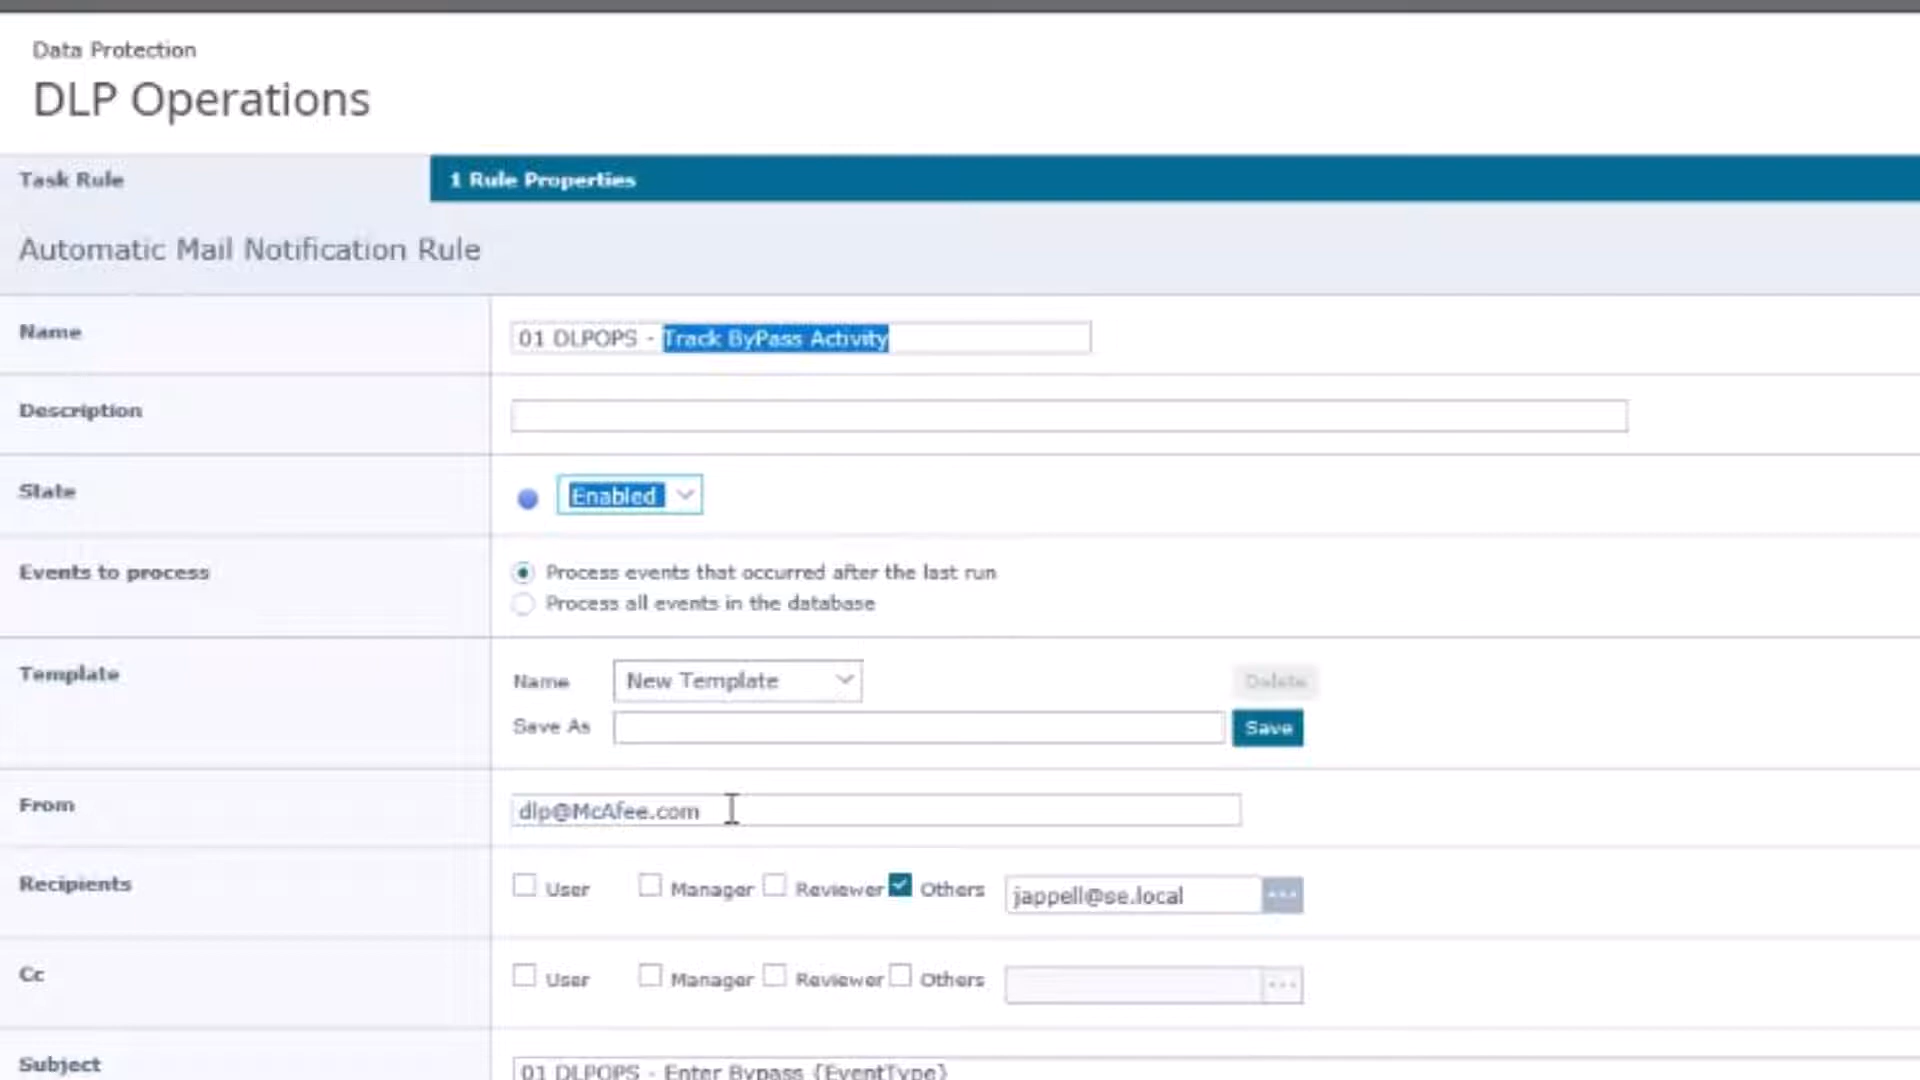 Data Protection
DLP Operations
Task Rule
1 Rule Properties
Automatic Mail Notification Rule
Name
01 DLPOPS - Track ByPass Activity
Description
State
Enabled
Events to process
Process events that occurred after the last run
Process all events in the database
Template
Name
New Template
Delete
Save As
Save
From
dlp@McAfee.com
Recipients
User Manager Reviewer Others jappell@se.local ...
Cc
User Manager Reviewer Others ...
Subject
01 DLPOPS - Enter Bypass {EventType}